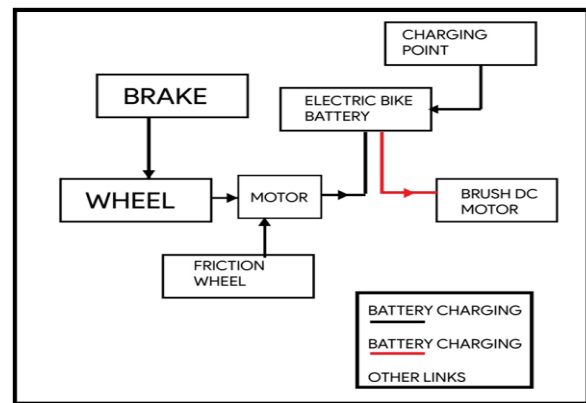 CHARGING
POINT
BRAKE
ELECTRIC BIKE
BATTERY
WHEEL
MOTOR
BRUSH DC
MOTOR
FRICTION
WHEEL
BATTERY CHARGING
BATTERY CHARGING
OTHER LINKS